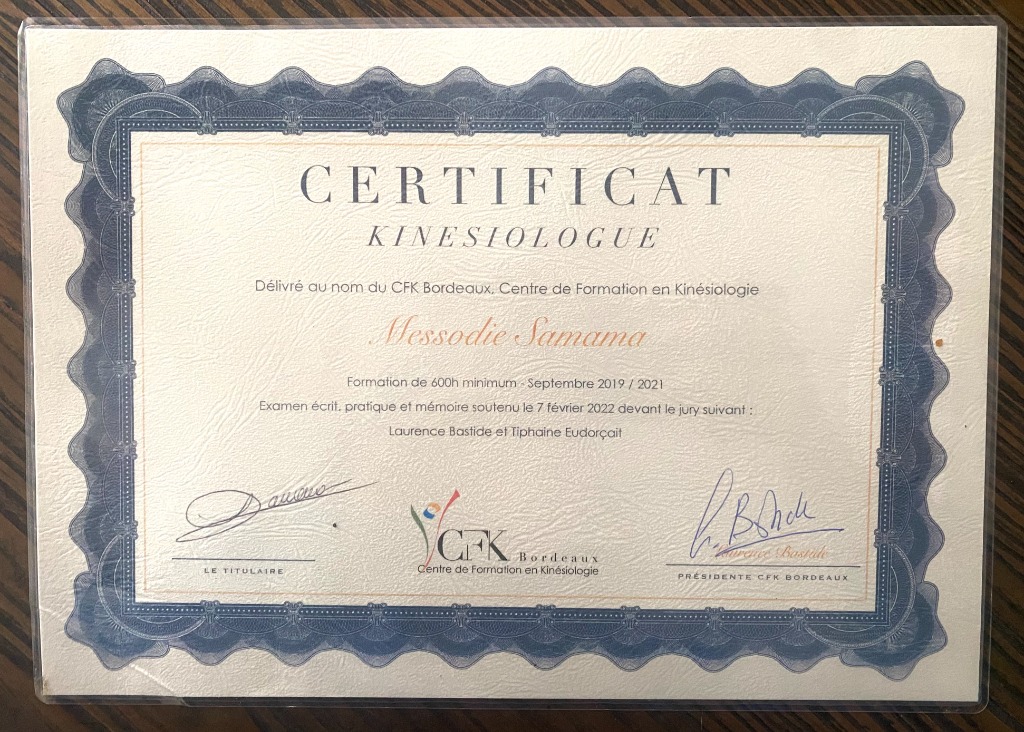 CERTIFICAT
KINESIOLOGUE
Délivré au nom du CFK Bordeaux, Centre de Formation en Kinésiologie
Messodie Samama
Formation de 600h minimum - Septembre 2019 / 2021
Examen écrit, pratique et mémoire soutenu le 7 février 2022 devant le jury suivant :
Laurence Bastide et Tiphaine Eudorçait
Samama
LE TITULAIRE
CFK Bordeaux
Centre de Formation en Kinésiologie
Laurence Bastide
PRÉSIDENTE CFK BORDEAUX